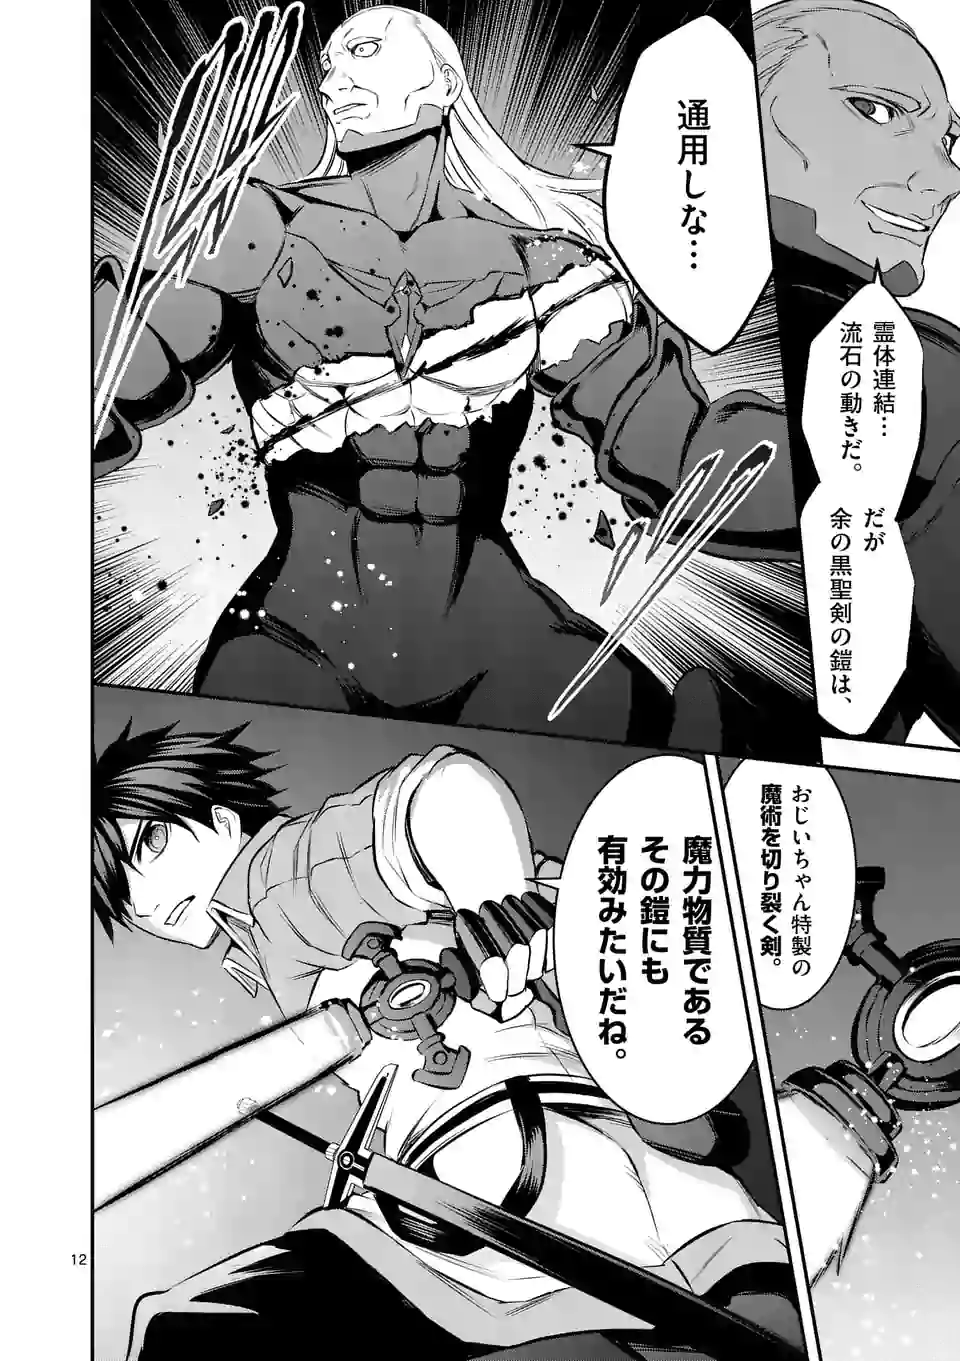 霊体連結…
流石の動きだ。
だが
余の黒聖剣の鎧は、
通用しな…
おじいちゃん特製の
魔術を切り裂く剣。
魔力物質である
その鎧にも
有効みたいだね。
12